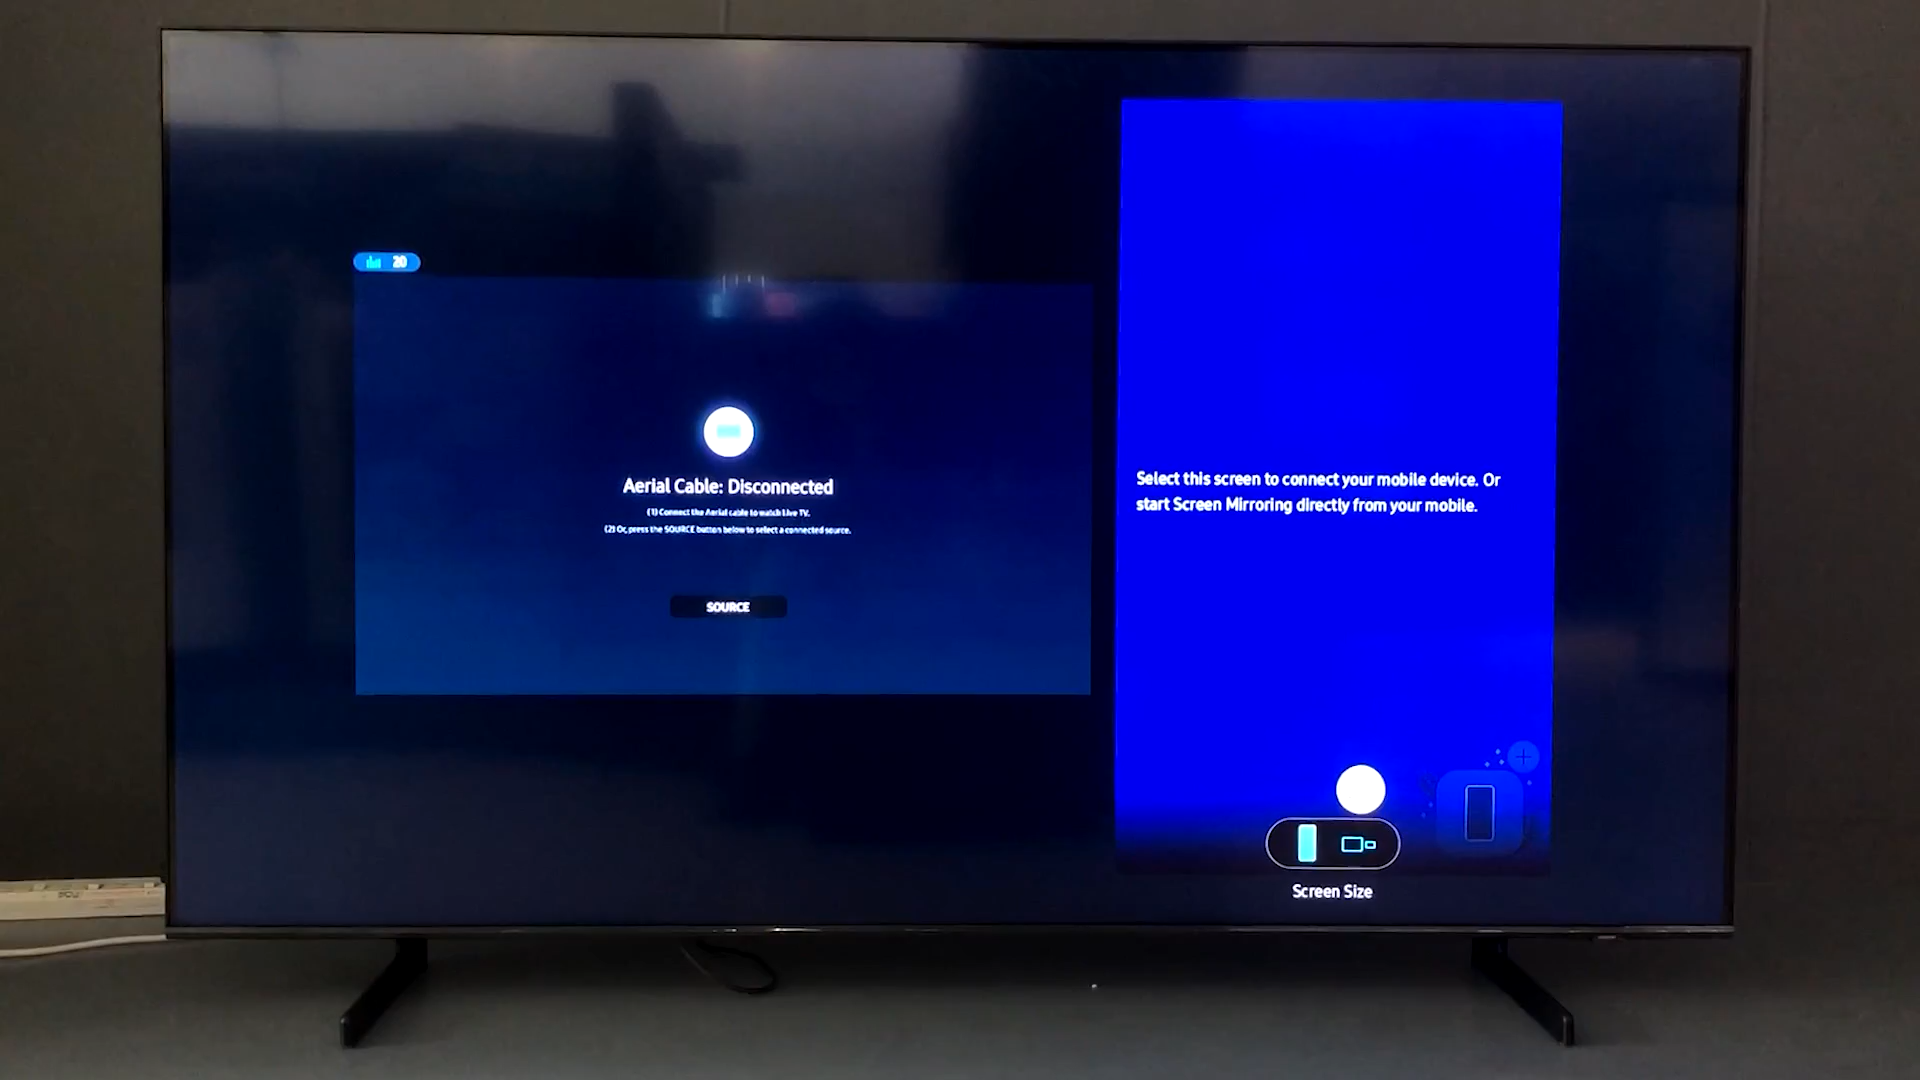 20
Aerial Cable: Disconnected
(1) Connect the Aerial cable to watch Live TV.
(2) Or, press the SOURCE button below to select a connected source.
SOURCE
Select this screen to connect your mobile device. Or
start Screen Mirroring directly from your mobile.
Screen Size